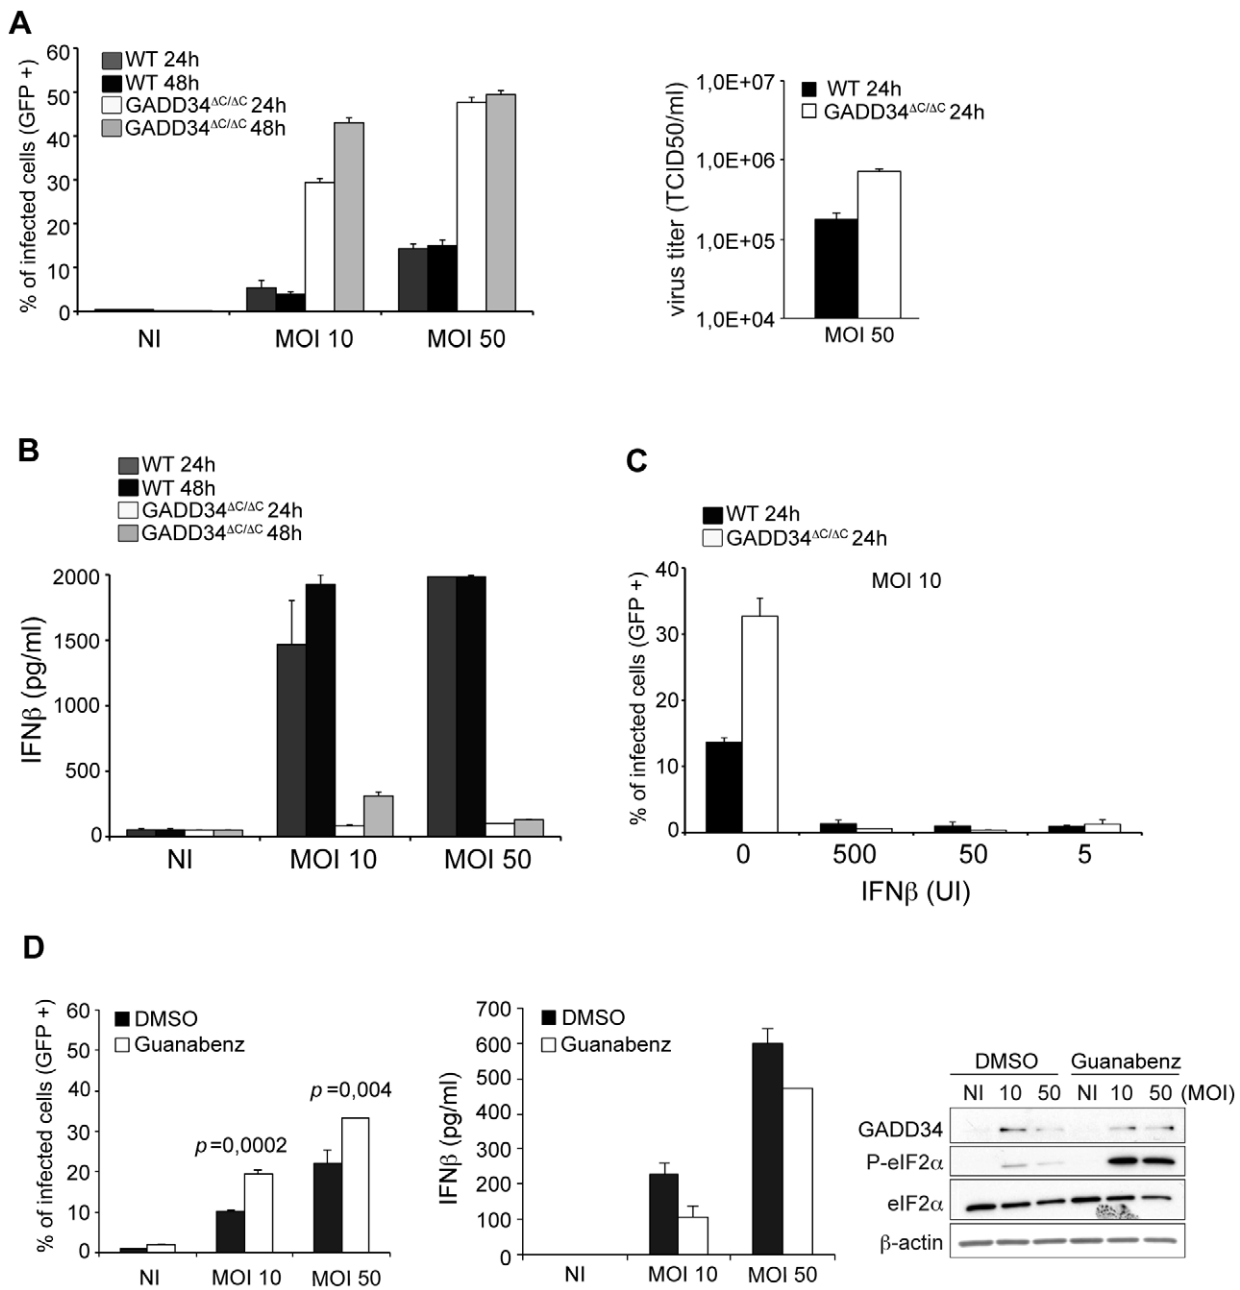 A
60
50
40
30
20
10
0
% of infected cells (GFP +)
WT 24h
WT 48h
GADD34ΔC/ΔC 24h
GADD34ΔC/ΔC 48h
NI MOI 10 MOI 50
1,0E+07
1,0E+06
1,0E+05
1,0E+04
virus titer (TCID50/ml)
WT 24h
GADD34ΔC/ΔC 24h
MOI 50
B
WT 24h
WT 48h
GADD34ΔC/ΔC 24h
GADD34ΔC/ΔC 48h
2000
1500
1000
500
0
IFNβ (pg/ml)
NI MOI 10 MOI 50
C
WT 24h
GADD34ΔC/ΔC 24h
MOI 10
40
30
20
10
0
% of infected cells (GFP +)
0 500 50 5
IFNβ (UI)
D
60
50
40
30
20
10
0
% of infected cells (GFP +)
DMSO
Guanabenz
p=0,0002
p=0,004
NI MOI 10 MOI 50
700
600
500
400
300
200
100
0
IFNβ (pg/ml)
DMSO
Guanabenz
NI MOI 10 MOI 50
DMSO Guanabenz
NI 10 50 NI 10 50 (MOI)
GADD34
P-eIF2α
eIF2α
β-actin